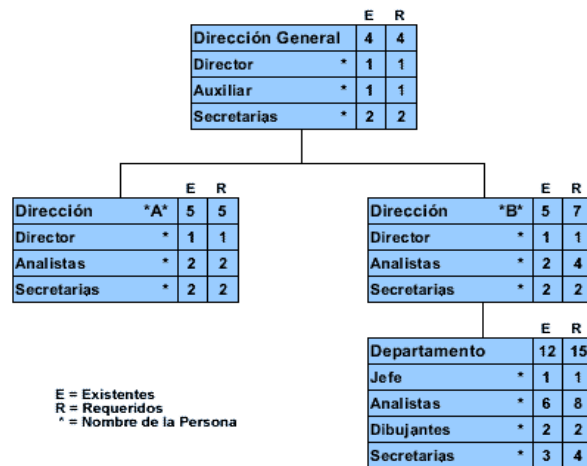 E R
Dirección General 4 4
Director * 1 1
Auxiliar * 1 1
Secretarias * 2 2
E R
Dirección *A* 5 5
Director * 1 1
Analistas * 2 2
Secretarias * 2 2
E R
Dirección *B* 5 7
Director * 1 1
Analistas * 2 4
Secretarias * 2 2
E R
Departamento 12 15
Jefe * 1 1
Analistas * 6 8
Dibujantes * 2 2
Secretarias * 3 4
E = Existentes
R = Requeridos
* = Nombre de la Persona